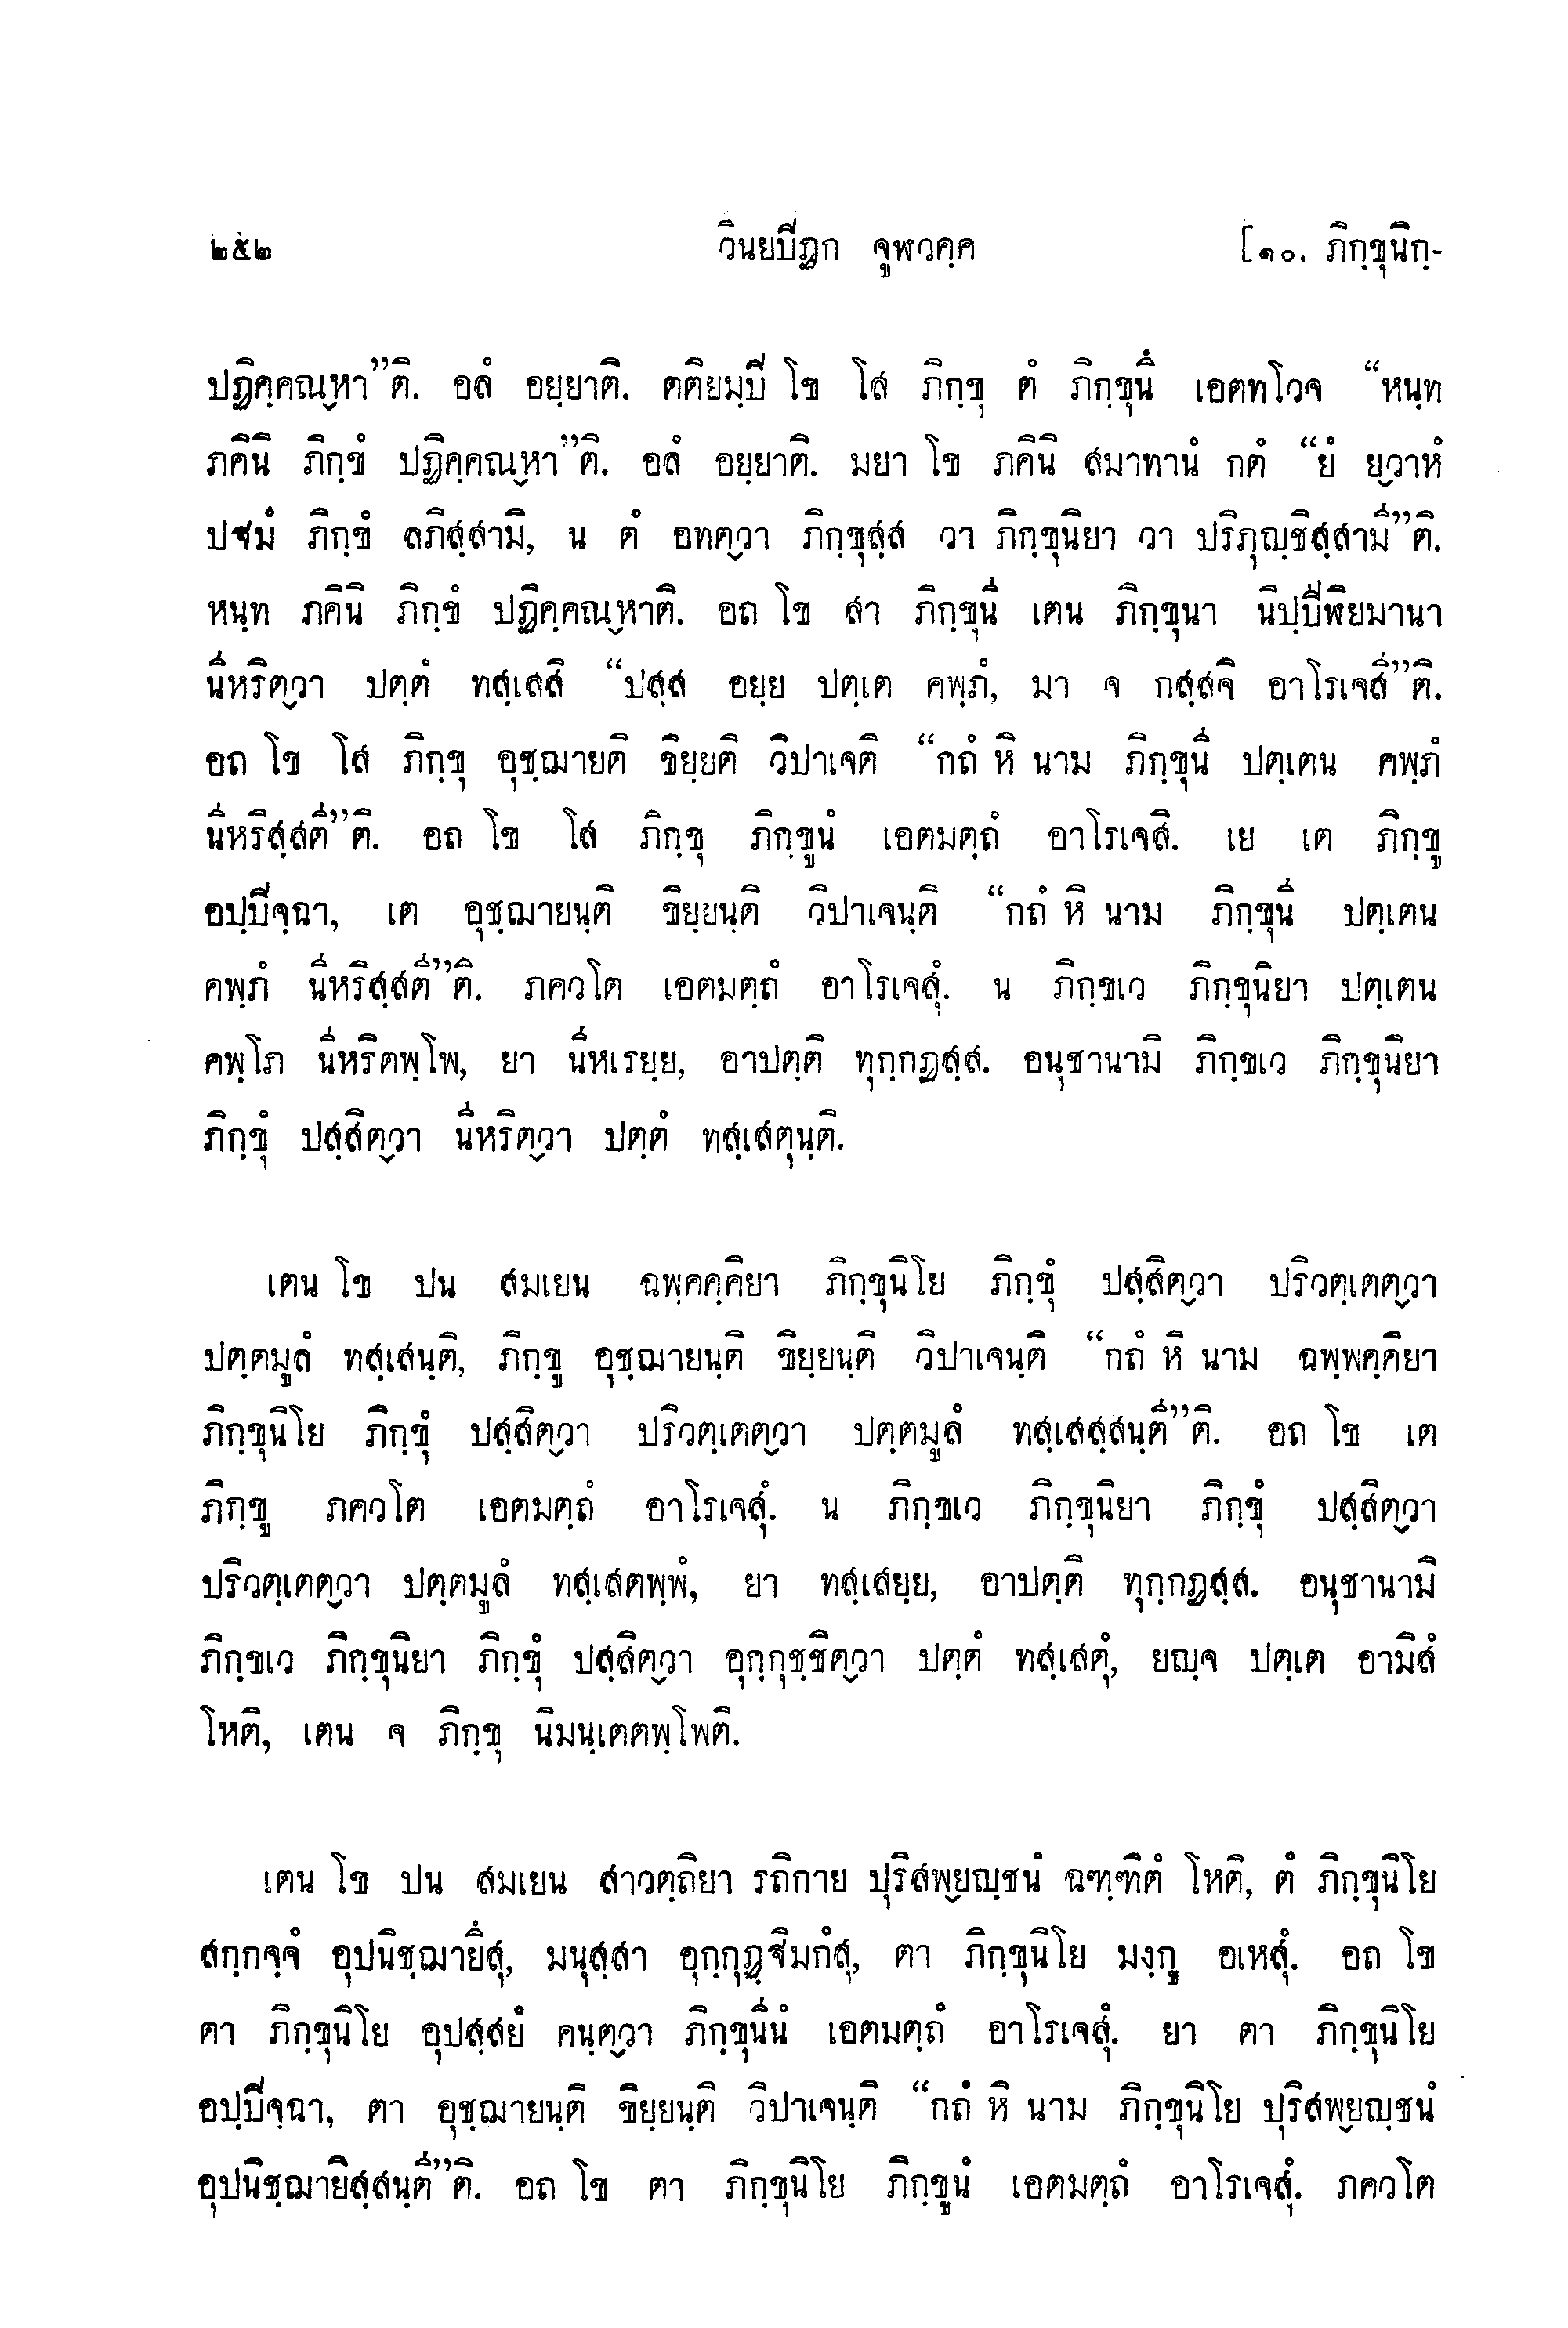 ๒๕๒ วินยปิฏก จูฬวคฺค [๑๐. ภิกฺขุนิกฺ-
ปฏิคฺคณฺหา”ติ. อลํ อยฺยาติ. ตติยมฺปิ โข โส ภิกฺขุ ตํ ภิกฺขุนึ เอตทโวจ “หนฺท
ภคินิ ภิกฺขํ ปฏิคฺคณฺหา”ติ. อลํ อยฺยาติ. มยา โข ภคินิ สมาทานํ กตํ “ยํ ยฺวาหํ
ปฐมํ ภิกฺขํ ลภิสฺสามิ, น ตํ อทตฺวา ภิกฺขุสฺส วา ภิกฺขุนิยา วา ปริภุญฺชิสฺสามี”ติ.
หนฺท ภคินิ ภิกฺขํ ปฏิคฺคณฺหาติ. อถ โข สา ภิกฺขุนี เตน ภิกฺขุนา นิปฺปีฬิยมานา
นีหริตฺวา ปตฺตํ ทสฺเสสิ “ปสฺส อยฺย ปตฺเต คพฺภํ, มา จ กสฺสจิ อาโรเจสี”ติ.
อถ โข โส ภิกฺขุ อุชฺฌายติ ขิยฺยติ วิปาเจติ “กถํ หิ นาม ภิกฺขุนี ปตฺเตน คพฺภํ
นีหริสฺสตี”ติ. อถ โข โส ภิกฺขุ ภิกฺขูนํ เอตมตฺถํ อาโรเจสิ. เย เต ภิกฺขู
อปฺปิจฺฉา, เต อุชฺฌายนฺติ ขิยฺยนฺติ วิปาเจนฺติ “กถํ หิ นาม ภิกฺขุนี ปตฺเตน
คพฺภํ นีหริสฺสตี”ติ. ภควโต เอตมตฺถํ อาโรเจสุํ. น ภิกฺขเว ภิกฺขุนิยา ปตฺเตน
คพฺโภ นีหริตพฺโพ, ยา นีหเรยฺย, อาปตฺติ ทุกฺกฏสฺส. อนุชานามิ ภิกฺขเว ภิกฺขุนิยา
ภิกฺขุํ ปสฺสิตฺวา นีหริตฺวา ปตฺตํ ทสฺเสตุนฺติ.
เตน โข ปน สมเยน ฉพฺคคฺคิยา ภิกฺขุนิโย ภิกฺขุํ ปสฺสิตฺวา ปริวตฺเตตฺวา
ปตฺตมูลํ ทสฺเสนฺติ, ภิกฺขู อุชฺฌายนฺติ ขิยฺยนฺติ วิปาเจนฺติ “กถํ หิ นาม ฉพฺพคฺคิยา
ภิกฺขุนิโย ภิกฺขุํ ปสฺสิตฺวา ปริวตฺเตตฺวา ปตฺตมูลํ ทสฺเสสฺสนฺตี”ติ. อถ โข เต
ภิกฺขู ภควโต เอตมตฺถํ อาโรเจสุํ. น ภิกฺขเว ภิกฺขุนิยา ภิกฺขุํ ปสฺสิตฺวา
ปริวตฺเตตฺวา ปตฺตมูลํ ทสฺเสตพฺพํ, ยา ทสฺเสยฺย, อาปตฺติ ทุกฺกฏสฺส. อนุชานามิ
ภิกฺขเว ภิกฺขุนิยา ภิกฺขุํ ปสฺสิตฺวา อุกฺกุชฺชิตฺวา ปตฺตํ ทสฺเสตุํ, ยญฺจ ปตฺเต อามิสํ
โหติ, เตน จ ภิกฺขุ นิมนฺเตตพฺโพติ.
เตน โข ปน สมเยน สาวตฺถิยา รถิกาย ปุริสพฺยญฺชนํ ฉฑฺฑิตํ โหติ, ตํ ภิกฺขุนิโย
สกฺกจฺจํ อุปนิชฺฌายึสุ, มนุสฺสา อุกฺกุฏฺฐิมกํสุ, ตา ภิกฺขุนิโย มงฺกู อเหสุํ. อถ โข
ตา ภิกฺขุนิโย อุปสฺสยํ คนฺตฺวา ภิกฺขุนีนํ เอตมตฺถํ อาโรเจสุํ. ยา ตา ภิกฺขุนิโย
อปฺปิจฺฉา, ตา อุชฺฌายนฺติ ขิยฺยนฺติ วิปาเจนฺติ “กถํ หิ นาม ภิกฺขุนิโย ปุริสพฺยญฺชนํ
อุปนิชฺฌายิสฺสนฺตี”ติ. อถ โข ตา ภิกฺขุนิโย ภิกฺขูนํ เอตมตฺถํ อาโรเจสุํ. ภควโต